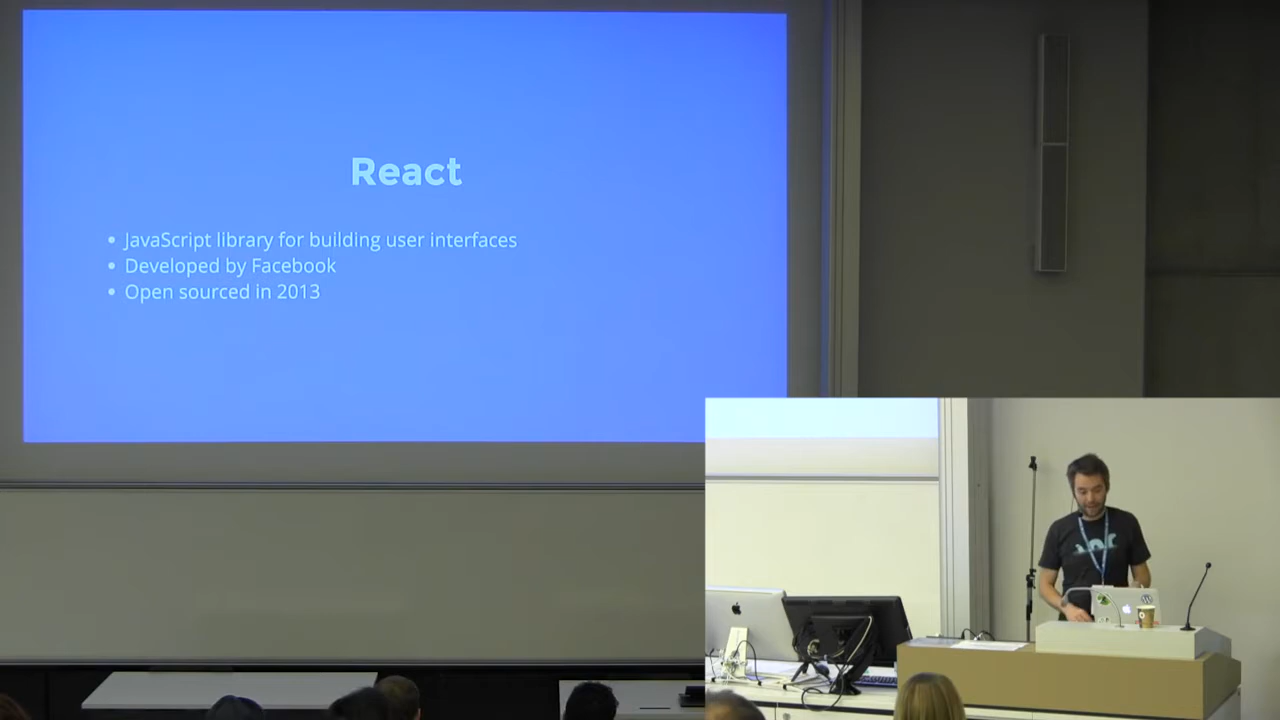 React
• JavaScript library for building user interfaces
• Developed by Facebook
• Open sourced in 2013